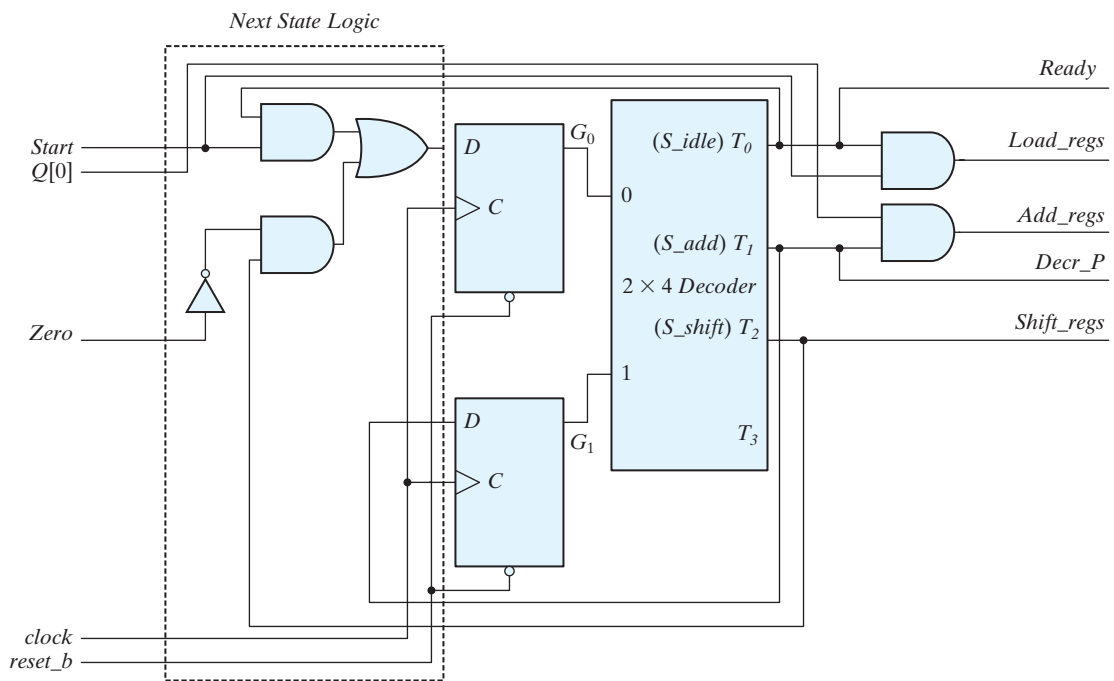 Next State Logic
Ready
Start
Q[0]
D
G0
(S_idle) T0
Load_regs
C
0
Add_regs
(S_add) T1
Decr_P
2 × 4 Decoder
Zero
(S_shift) T2
Shift_regs
1
D
G1
T3
C
clock
reset_b